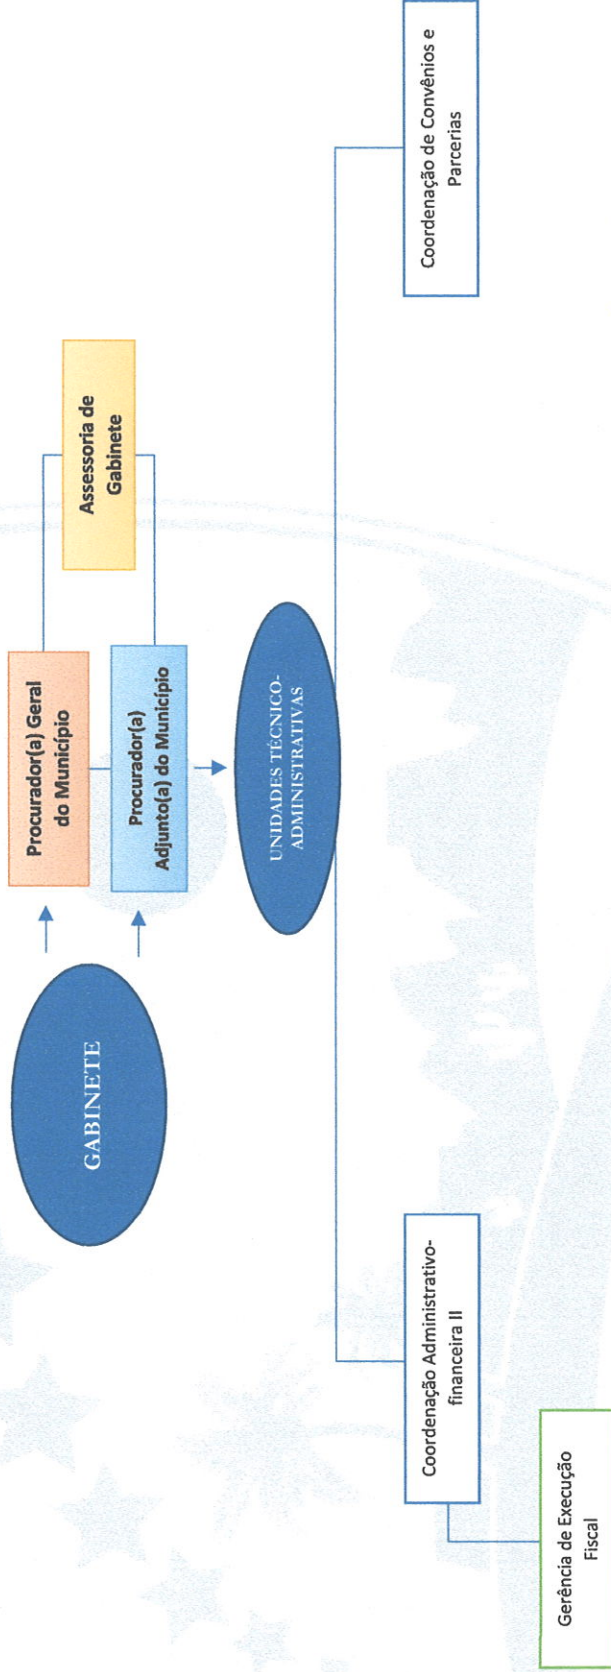 GABINETE
Procurador(a) Geral
do Município
Procurador(a)
Adjunto(a) do Município
Assessoria de
Gabinete
UNIDADES TÉCNICO-
ADMINISTRATIVAS
Coordenação Administrativo-
financeira II
Coordenação de Convênios e
Parcerias
Gerência de Execução
Fiscal